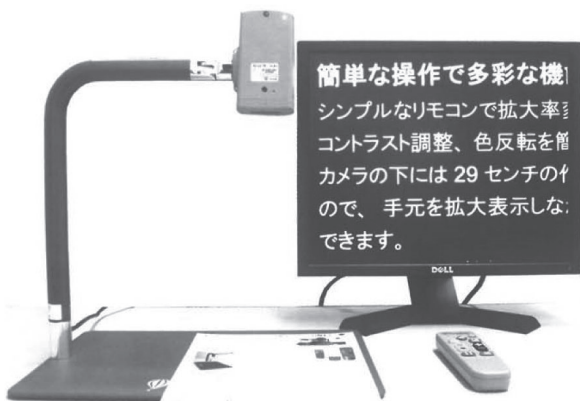 簡単な操作で多彩な機
シンプルなリモコンで拡大率変
コントラスト調整、色反転を簡
カメラの下には 29 センチの作
ので、手元を拡大表示しな
できます。
DELL